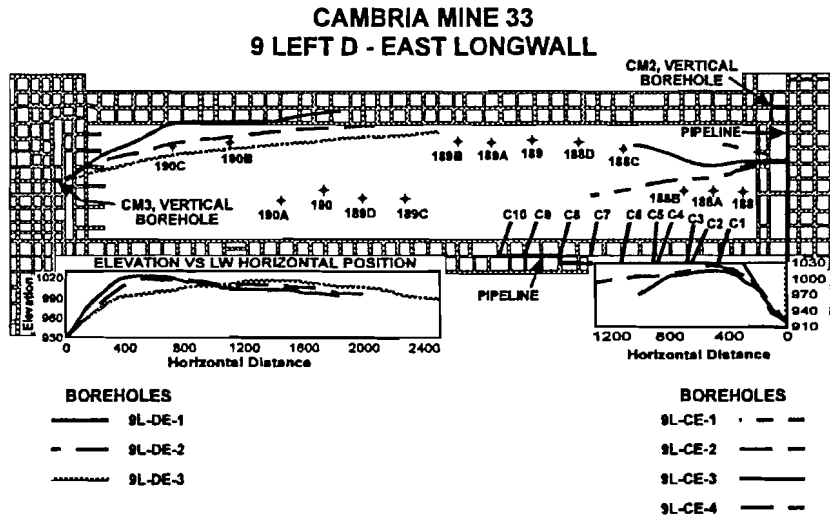 CAMBRIA MINE 33
9 LEFT D - EAST LONGWALL
CM2, VERTICAL
BOREHOLE
PIPELINE
190C
190B
189B
189A
189
188D
188C
CM3, VERTICAL
BOREHOLE
190A
190
189D
189C
188B
188A
188
C10
C9
C8
C7
C6
C5
C4
C3
C2
C1
ELEVATION VS LW HORIZONTAL POSITION
Elevation
1020
990
960
930
0
400
800
1200
1600
2000
2400
Horizontal Distance
PIPELINE
1030
1000
970
940
910
Elevation
1200
800
400
0
Horizontal Distance
BOREHOLES
9L-DE-1
9L-DE-2
9L-DE-3
BOREHOLES
9L-CE-1
9L-CE-2
9L-CE-3
9L-CE-4